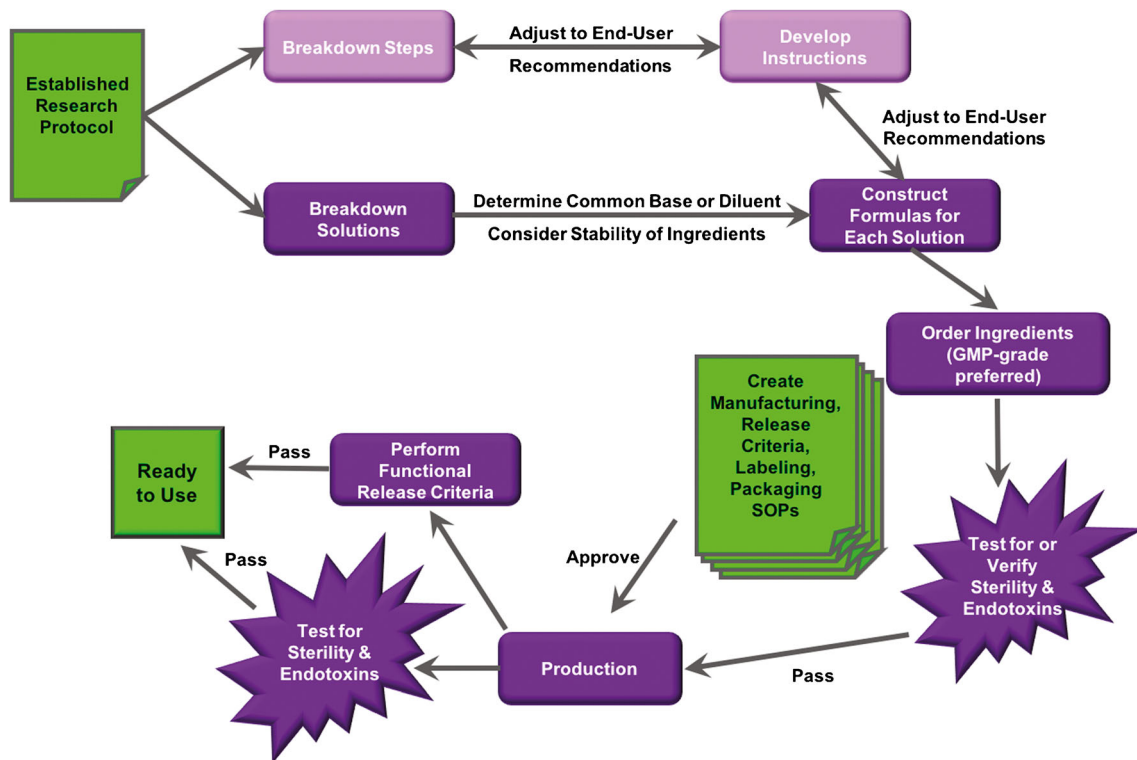 Established
Research
Protocol
Breakdown Steps
Adjust to End-User
Recommendations
Develop
Instructions
Adjust to End-User
Recommendations
Breakdown
Solutions
Determine Common Base or Diluent
Consider Stability of Ingredients
Construct
Formulas for
Each Solution
Order Ingredients
(GMP-grade
preferred)
Create
Manufacturing,
Release
Criteria,
Labeling,
Packaging
SOPs
Test for or
Verify
Sterility &
Endotoxins
Approve
Pass
Production
Perform
Functional
Release Criteria
Pass
Ready
to Use
Pass
Test for
Sterility &
Endotoxins